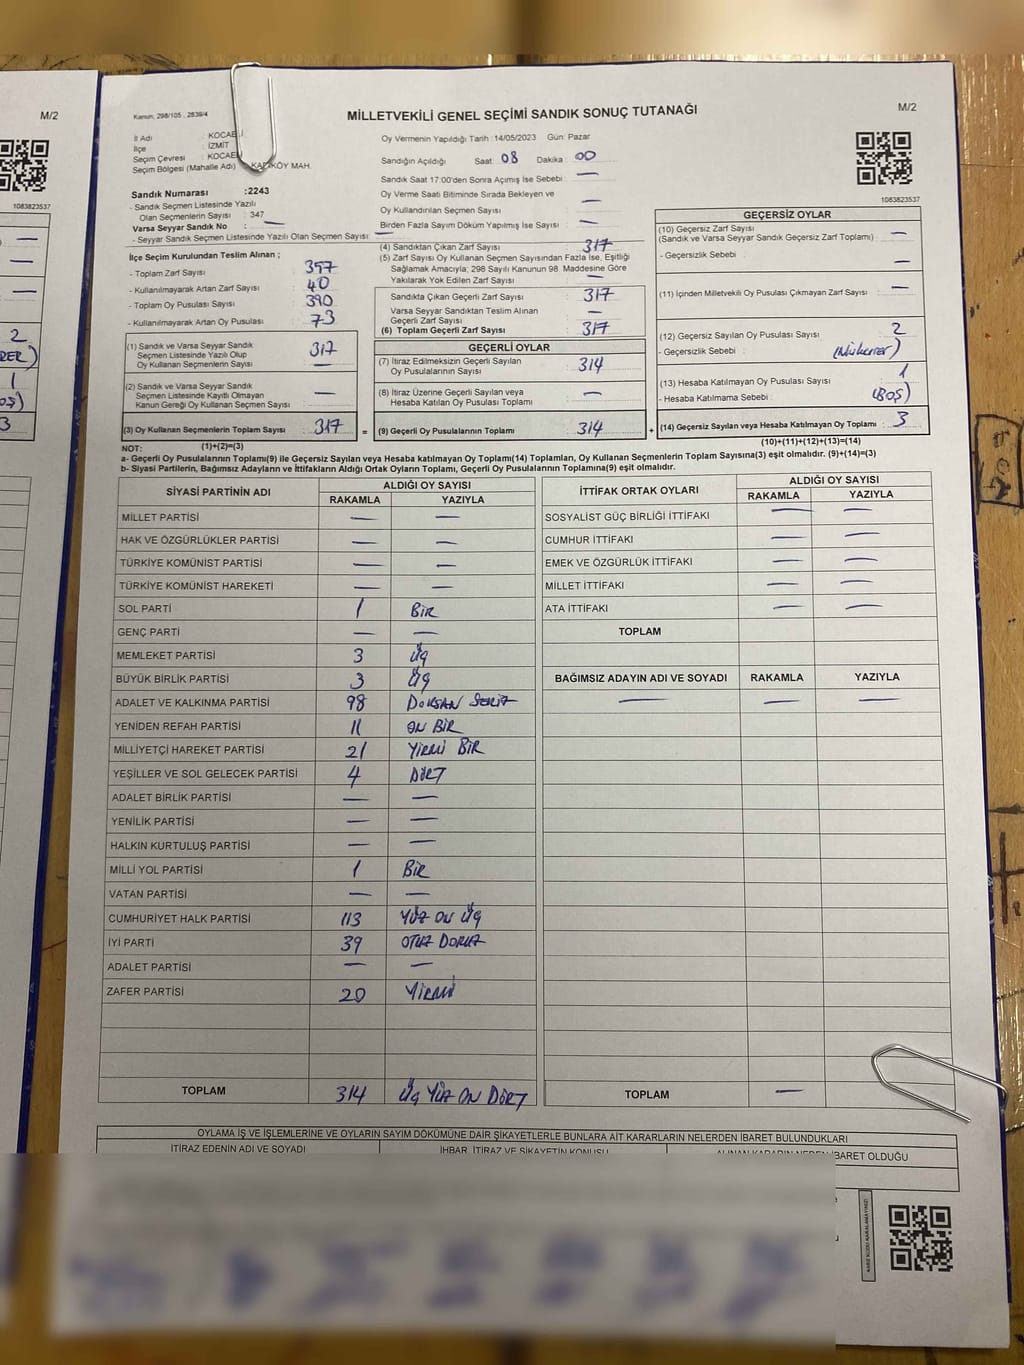 M/2
1083823537
2
1
3
Kanun; 298/105 , 2839/4
MİLLETVEKİLİ GENEL SEÇİMİ SANDIK SONUÇ TUTANAĞI
M/2
İl Adı : KOCAELİ
İlçe : İZMİT
Seçim Çevresi : KOCAELİ
Seçim Bölgesi (Mahalle Adı) : MAH.
Oy Vermenin Yapıldığı Tarih :14/05/2023 Gün: Pazar
Sandığın Açıldığı Saat: 08 Dakika 00
Sandık Saat 17.00'den Sonra Açımış İse Sebebi : —
Oy Verme Saati Bitiminde Sırada Bekleyen ve
Oy Kullandırılan Seçmen Sayısı : —
Birden Fazla Sayım Döküm Yapılmış İse Sayısı : —
1083823537
Sandık Numarası :2243
- Sandık Seçmen Listesinde Yazılı
Olan Seçmenlerin Sayısı : 347
Varsa Seyyar Sandık No : —
- Seyyar Sandık Seçmen Listesinde Yazılı Olan Seçmen Sayısı: —
İlçe Seçim Kurulundan Teslim Alınan ;
- Toplam Zarf Sayısı : 357
- Kullanılmayarak Artan Zarf Sayısı : 40
- Toplam Oy Pusulası Sayısı : 390
- Kullanılmayarak Artan Oy Pusulası : 73
(1) Sandık ve Varsa Seyyar Sandık
Seçmen Listesinde Yazılı Olup
Oy Kullanan Seçmenlerin Sayısı : 317
(2) Sandık ve Varsa Seyyar Sandık
Seçmen Listesinde Kayıtlı Olmayan
Kanun Gereği Oy Kullanan Seçmen Sayısı : —
(3) Oy Kullanan Seçmenlerin Toplam Sayısı : 317 =
(4) Sandıktan Çıkan Zarf Sayısı : 317
(5) Zarf Sayısı Oy Kullanan Seçmen Sayısından Fazla İse, Eşitliği
Sağlamak Amacıyla; 298 Sayılı Kanunun 98. Maddesine Göre
Yakılarak Yok Edilen Zarf Sayısı : —
Sandıkta Çıkan Geçerli Zarf Sayısı : 317
Varsa Seyyar Sandıktan Teslim Alınan
Geçerli Zarf Sayısı : —
(6) Toplam Geçerli Zarf Sayısı : 317
GEÇERLİ OYLAR
(7) İtiraz Edilmeksizin Geçerli Sayılan
Oy Pusulalarının Sayısı : 314
(8) İtiraz Üzerine Geçerli Sayılan veya
Hesaba Katılan Oy Pusulası Toplamı : —
(9) Geçerli Oy Pusulalarının Toplamı : 314 +
GEÇERSİZ OYLAR
(10) Geçersiz Zarf Sayısı
(Sandık ve Varsa Seyyar Sandık Geçersiz Zarf Toplamı) : —
- Geçersizlik Sebebi : —
(11) İçinden Milletvekili Oy Pusulası Çıkmayan Zarf Sayısı : —
(12) Geçersiz Sayılan Oy Pusulası Sayısı : 2
- Geçersizlik Sebebi : (Mükerrer)
(13) Hesaba Katılmayan Oy Pusulası Sayısı : 1
- Hesaba Katılmama Sebebi : (BOŞ)
(14) Geçersiz Sayılan veya Hesaba Katılmayan Oy Toplamı : 3
NOT: (1)+(2)=(3) (10)+(11)+(12)+(13)=(14)
a- Geçerli Oy Pusulalarının Toplamı(9) ile Geçersiz Sayılan veya Hesaba Katılmayan Oy Toplamı(14) Toplamları, Oy Kullanan Seçmenlerin Toplam Sayısına(3) eşit olmalıdır. (9)+(14)=(3)
b- Siyasi Partilerin, Bağımsız Adayların ve İttifakların Aldığı Ortak Oyların Toplamı, Geçerli Oy Pusulalarının Toplamına(9) eşit olmalıdır.
SİYASİ PARTİNİN ADI ALDIĞI OY SAYISI
RAKAMLA YAZIYLA
MİLLET PARTİSİ — —
HAK VE ÖZGÜRLÜKLER PARTİSİ — —
TÜRKİYE KOMÜNİST PARTİSİ — —
TÜRKİYE KOMÜNİST HAREKETİ — —
SOL PARTİ 1 BİR
GENÇ PARTİ — —
MEMLEKET PARTİSİ 3 Üç
BÜYÜK BİRLİK PARTİSİ 3 Üç
ADALET VE KALKINMA PARTİSİ 98 DOKSAN SEKİZ
YENİDEN REFAH PARTİSİ 11 ON BİR
MİLLİYETÇİ HAREKET PARTİSİ 21 YİRMİ BİR
YEŞİLLER VE SOL GELECEK PARTİSİ 4 DÖRT
ADALET BİRLİK PARTİSİ — —
YENİLİK PARTİSİ — —
HALKIN KURTULUŞ PARTİSİ — —
MİLLİ YOL PARTİSİ 1 BİR
VATAN PARTİSİ — —
CUMHURİYET HALK PARTİSİ 113 YÜZ ON Üç
İYİ PARTİ 39 OTUZ DOKUZ
ADALET PARTİSİ — —
ZAFER PARTİSİ 20 YİRMİ
TOPLAM 314 Üç YÜZ ON DÖRT
İTTİFAK ORTAK OYLARI ALDIĞI OY SAYISI
RAKAMLA YAZIYLA
SOSYALİST GÜÇ BİRLİĞİ İTTİFAKI — —
CUMHUR İTTİFAKI — —
EMEK VE ÖZGÜRLÜK İTTİFAKI — —
MİLLET İTTİFAKI — —
ATA İTTİFAKI — —
TOPLAM
BAĞIMSIZ ADAYIN ADI VE SOYADI RAKAMLA YAZIYLA
— — —
TOPLAM —
OYLAMA İŞ VE İŞLEMLERİNE VE OYLARIN SAYIM DÖKÜMÜNE DAİR ŞİKAYETLERLE BUNLARA AİT KARARLARIN NELERDEN İBARET BULUNDUKLARI
İTİRAZ EDENİN ADI VE SOYADI İHBAR, İTİRAZ VE ŞİKAYETİN KONUSU ALINAN KARARIN NEDEN İBARET OLDUĞU